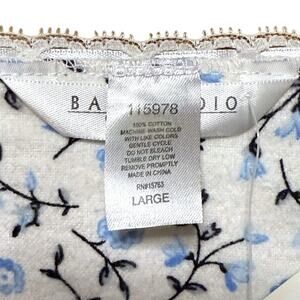 BA DIO
115978
100% COTTON
MACHINE WASH COLD
WITH LIKE COLORS
GENTLE CYCLE
DO NOT BLEACH
TUMBLE DRY LOW
REMOVE PROMPTLY
MADE IN CHINA
RN#15763
LARGE